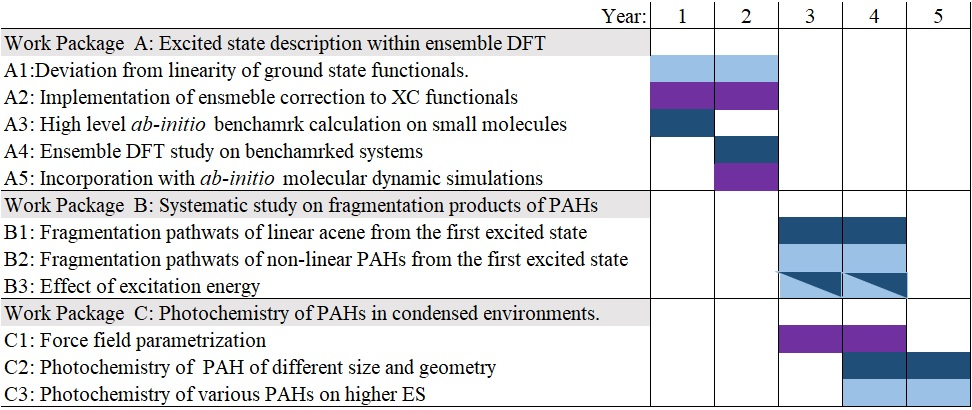 Year: 1 2 3 4 5
Work Package A: Excited state description within ensemble DFT
A1:Deviation from linearity of ground state functionals.
A2: Implementation of ensmeble correction to XC functionals
A3: High level ab-initio benchamrk calculation on small molecules
A4: Ensemble DFT study on benchamrked systems
A5: Incorporation with ab-initio molecular dynamic simulations
Work Package B: Systematic study on fragmentation products of PAHs
B1: Fragmentation pathwats of linear acene from the first excited state
B2: Fragmentation pathwats of non-linear PAHs from the first excited state
B3: Effect of excitation energy
Work Package C: Photochemistry of PAHs in condensed environments.
C1: Force field parametrization
C2: Photochemistry of PAH of different size and geometry
C3: Photochemistry of various PAHs on higher ES